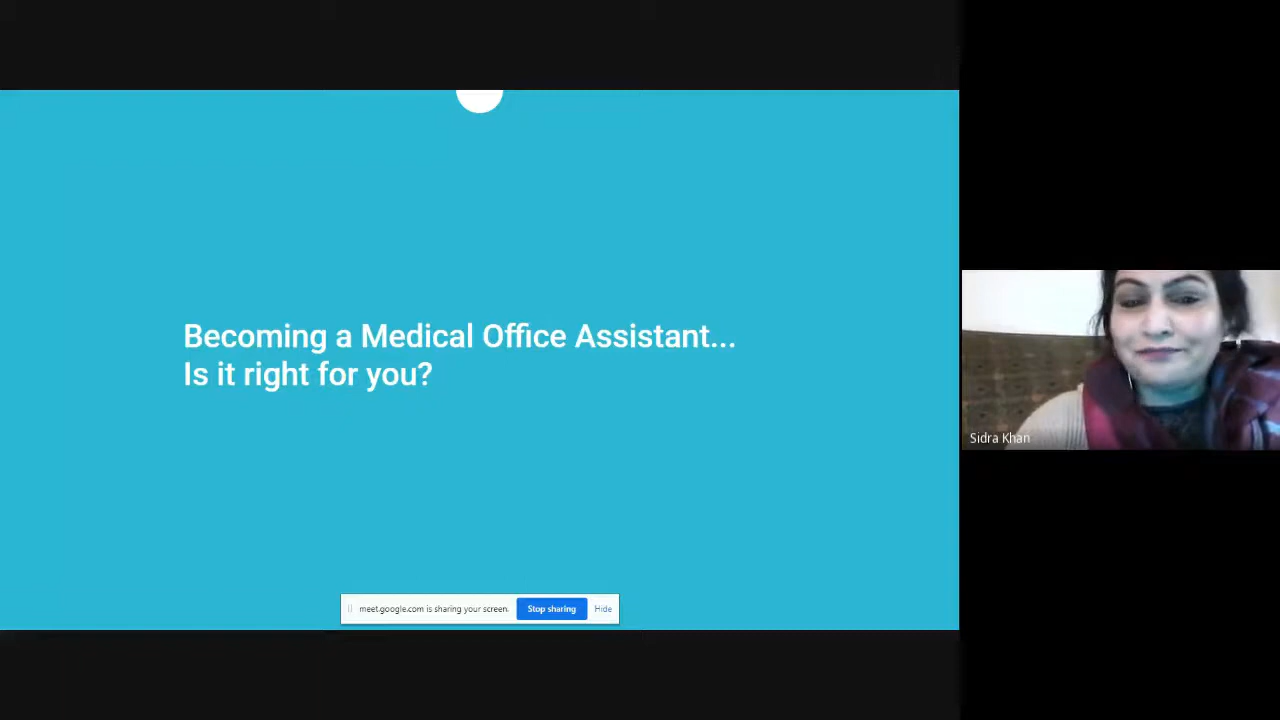 Becoming a Medical Office Assistant...
Is it right for you?
Sidra Khan
meet.google.com is sharing your screen.
Stop sharing
Hide